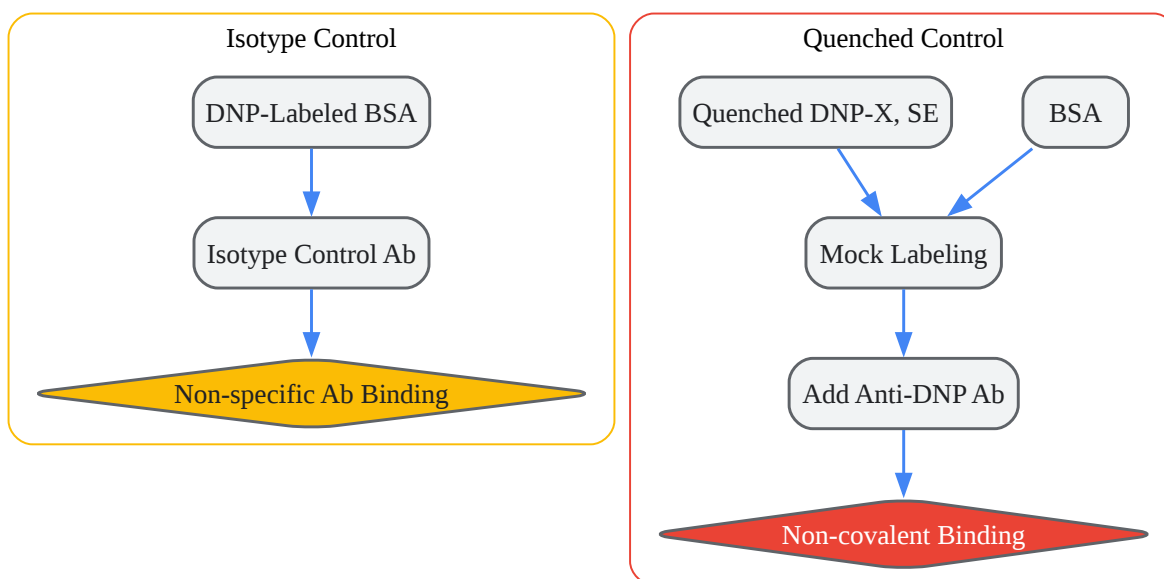 Isotype Control
DNP-Labeled BSA
Isotype Control Ab
Non-specific Ab Binding
Quenched Control
Quenched DNP-X, SE
BSA
Mock Labeling
Add Anti-DNP Ab
Non-covalent Binding